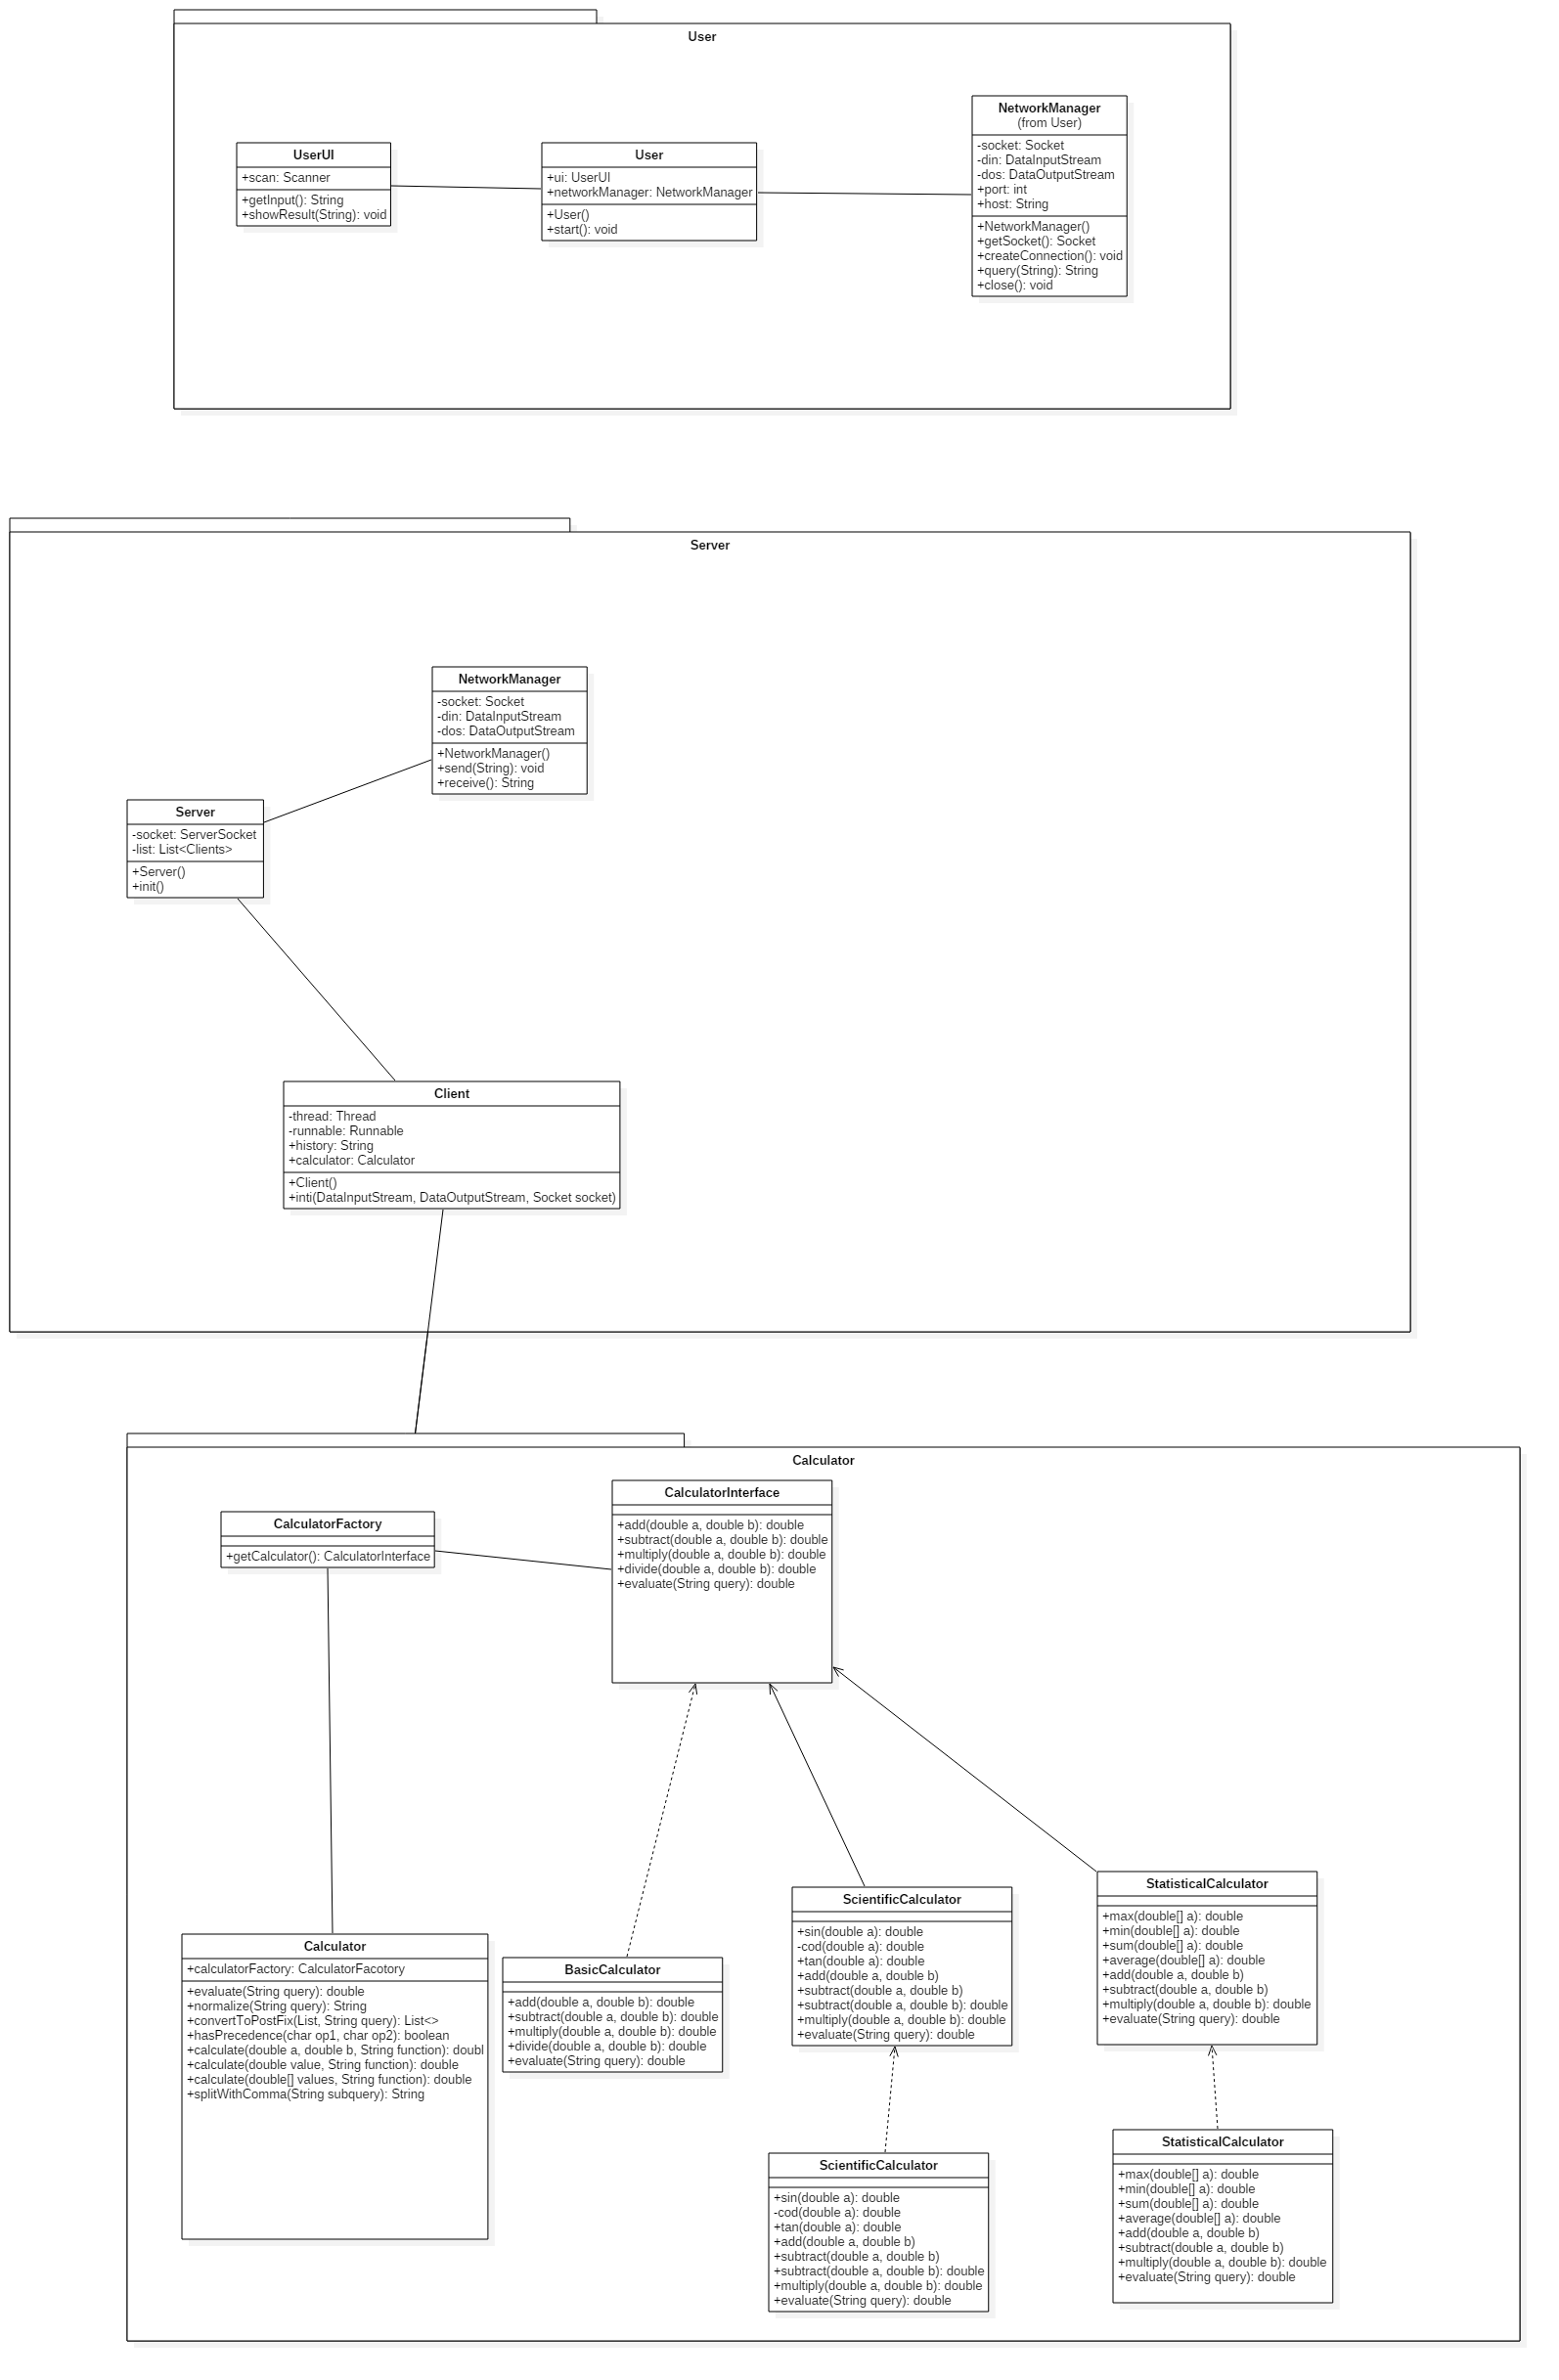 User
UserUI
+scan: Scanner
+getInput(): String
+showResult(String): void
User
+ui: UserUI
+networkManager: NetworkManager
+User()
+start(): void
NetworkManager
(from User)
-socket: Socket
-din: DataInputStream
-dos: DataOutputStream
+port: int
+host: String
+NetworkManager()
+getSocket(): Socket
+createConnection(): void
+query(String): String
+close(): void
Server
NetworkManager
-socket: Socket
-din: DataInputStream
-dos: DataOutputStream
+NetworkManager()
+send(String): void
+receive(): String
Server
-socket: ServerSocket
-list: List<Clients>
+Server()
+init()
Client
-thread: Thread
-runnable: Runnable
+history: String
+calculator: Calculator
+Client()
+inti(DataInputStream, DataOutputStream, Socket socket)
Calculator
CalculatorInterface
+add(double a, double b): double
+subtract(double a, double b): double
+multiply(double a, double b): double
+divide(double a, double b): double
+evaluate(String query): double
CalculatorFactory
+getCalculator(): CalculatorInterface
Calculator
+calculatorFactory: CalculatorFacotory
+evaluate(String query): double
+normalize(String query): String
+convertToPostFix(List, String query): List<>
+hasPrecedence(char op1, char op2): boolean
+calculate(double a, double b, String function): doubl
+calculate(double value, String function): double
+calculate(double[] values, String function): double
+splitWithComma(String subquery): String
BasicCalculator
+add(double a, double b): double
+subtract(double a, double b): double
+multiply(double a, double b): double
+divide(double a, double b): double
+evaluate(String query): double
ScientificCalculator
+sin(double a): double
-cod(double a): double
+tan(double a): double
+add(double a, double b)
+subtract(double a, double b)
+subtract(double a, double b): double
+multiply(double a, double b): double
+evaluate(String query): double
StatisticalCalculator
+max(double[] a): double
+min(double[] a): double
+sum(double[] a): double
+average(double[] a): double
+add(double a, double b)
+subtract(double a, double b)
+multiply(double a, double b): double
+evaluate(String query): double
ScientificCalculator
+sin(double a): double
-cod(double a): double
+tan(double a): double
+add(double a, double b)
+subtract(double a, double b)
+subtract(double a, double b): double
+multiply(double a, double b): double
+evaluate(String query): double
StatisticalCalculator
+max(double[] a): double
+min(double[] a): double
+sum(double[] a): double
+average(double[] a): double
+add(double a, double b)
+subtract(double a, double b)
+multiply(double a, double b): double
+evaluate(String query): double